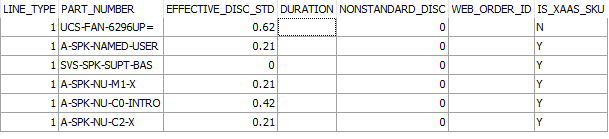 LINE_TYPE PART_NUMBER EFFECTIVE_DISC_STD DURATION NONSTANDARD_DISC WEB_ORDER_ID IS_XAAS_SKU
1 UCS-FAN-6296UP= 0.62 0 N
1 A-SPK-NAMED-USER 0.21 0 Y
1 SVS-SPK-SUPT-BAS 0 0 Y
1 A-SPK-NU-M1-X 0.21 0 Y
1 A-SPK-NU-C0-INTRO 0.42 0 Y
1 A-SPK-NU-C2-X 0.21 0 Y